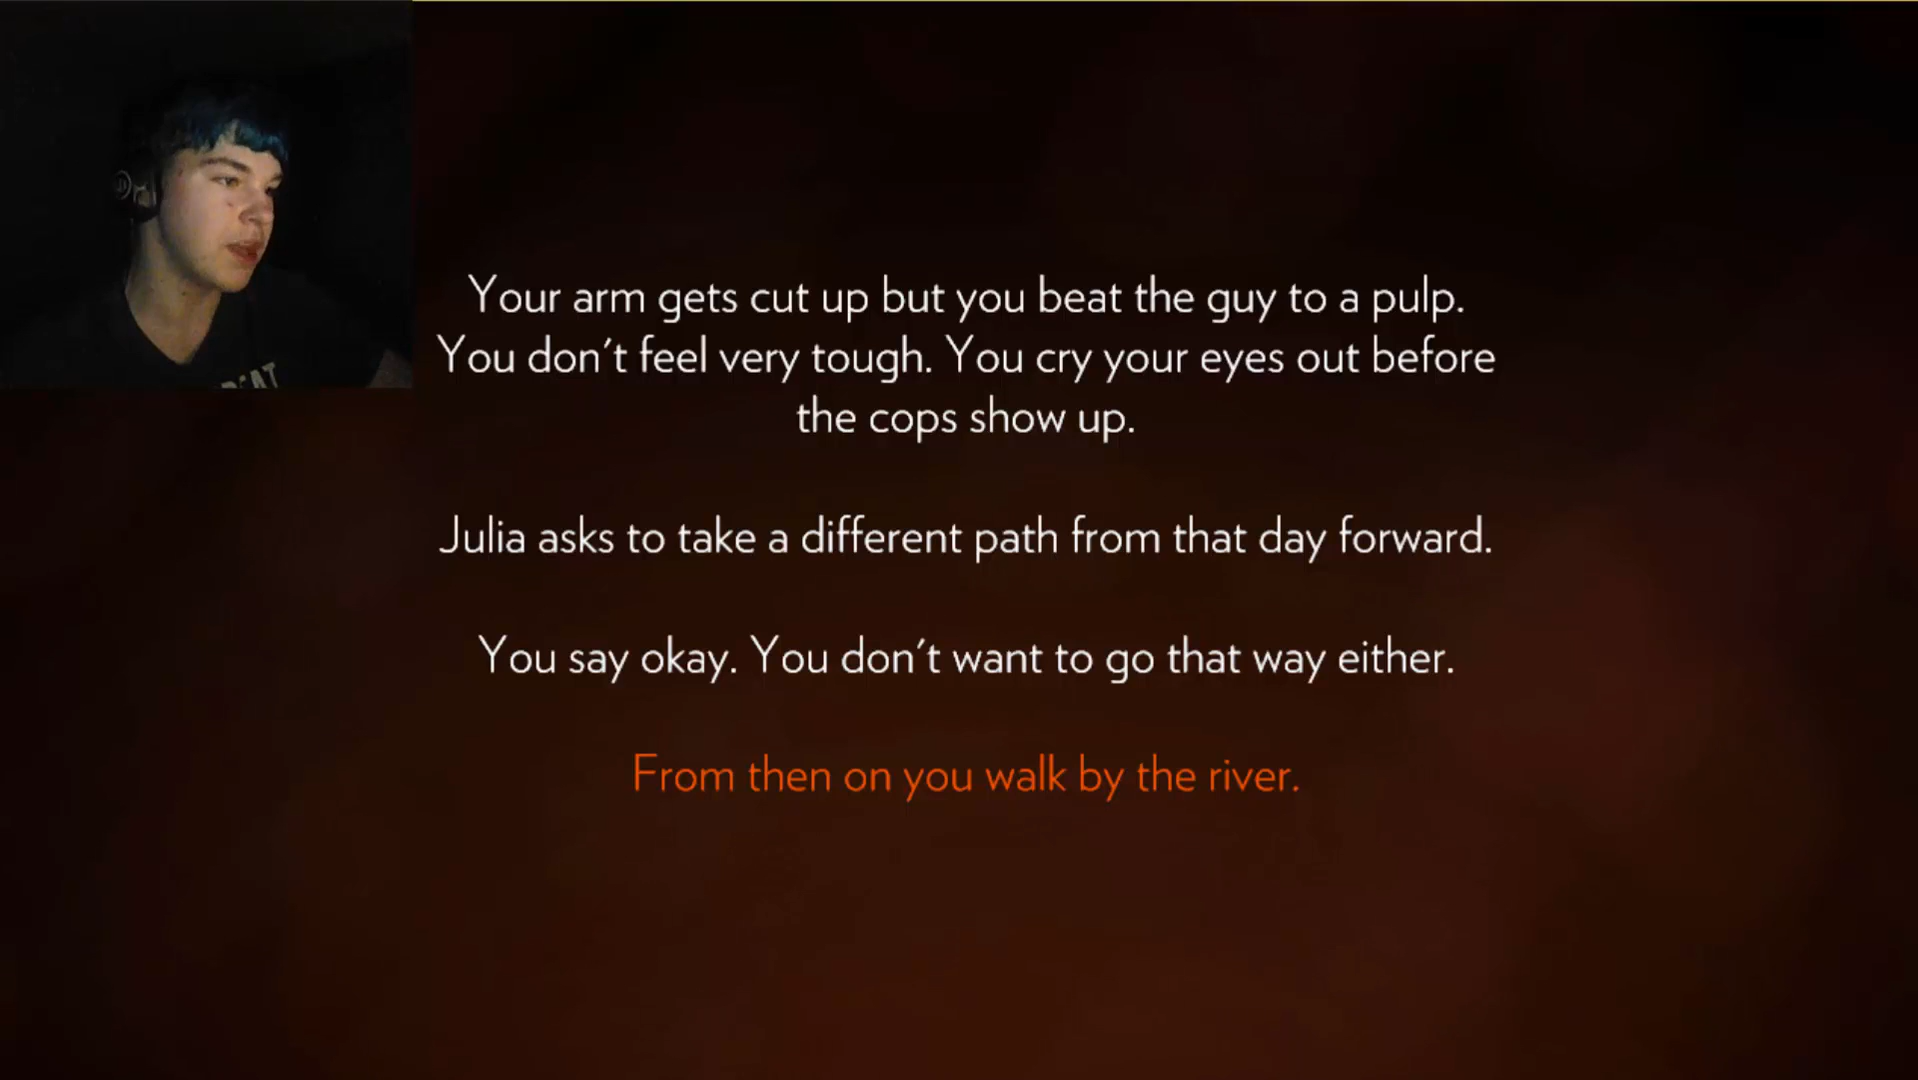 Your arm gets cut up but you beat the guy to a pulp.
You don't feel very tough. You cry your eyes out before
the cops show up.
Julia asks to take a different path from that day forward.
You say okay. You don't want to go that way either.
From then on you walk by the river.